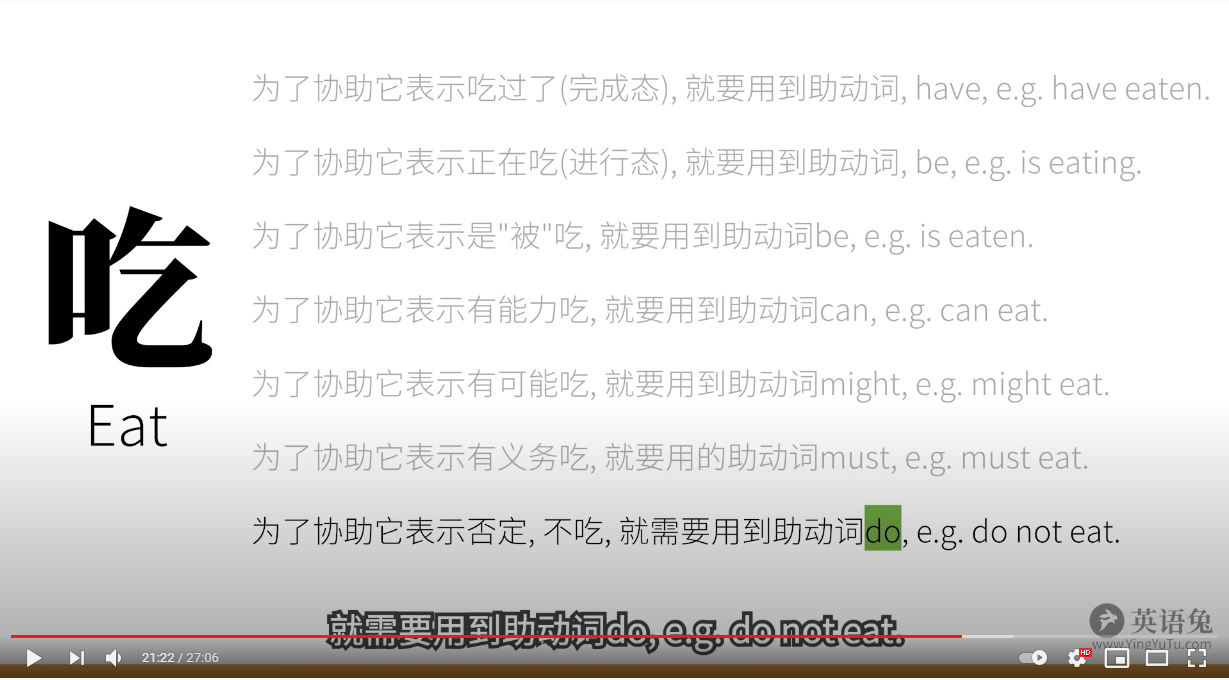 为了协助它表示吃过了(完成态), 就要用到助动词, have, e.g. have eaten.
为了协助它表示正在吃(进行态), 就要用到助动词, be, e.g. is eating.
为了协助它表示是"被"吃, 就要用到助动词be, e.g. is eaten.
为了协助它表示有能力吃, 就要用到助动词can, e.g. can eat.
吃
为了协助它表示有可能吃, 就要用到助动词might, e.g. might eat.
Eat
为了协助它表示有义务吃, 就要用的助动词must, e.g. must eat.
为了协助它表示否定, 不吃, 就需要用到助动词do, e.g. do not eat.
就需要用到助动词do, e.g. do not eat.
英语兔
www.YingYuTu.com
21:22 / 27:06
HD